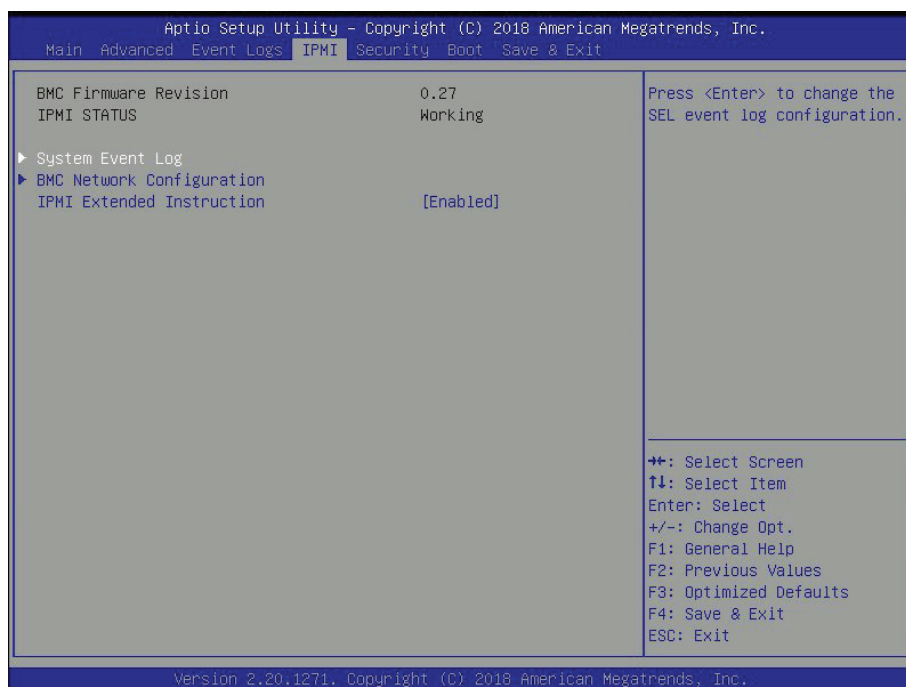 Aptio Setup Utility – Copyright (C) 2018 American Megatrends, Inc.
Main Advanced Event Logs IPMI Security Boot Save & Exit
BMC Firmware Revision 0.27
IPMI STATUS Working
System Event Log
BMC Network Configuration
IPMI Extended Instruction [Enabled]
Press <Enter> to change the
SEL event log configuration.
→←: Select Screen
↑↓: Select Item
Enter: Select
+/-: Change Opt.
F1: General Help
F2: Previous Values
F3: Optimized Defaults
F4: Save & Exit
ESC: Exit
Version 2.20.1271. Copyright (C) 2018 American Megatrends, Inc.